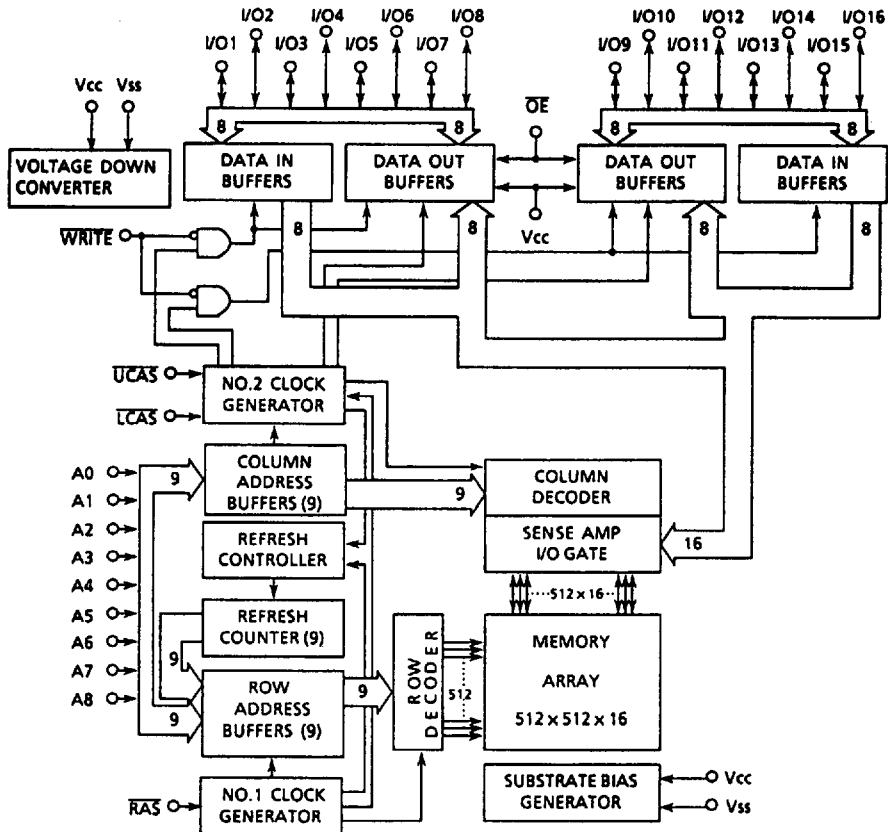 I/O2 I/O4 I/O6 I/O8
I/O1 I/O3 I/O5 I/O7
I/O10 I/O12 I/O14 I/O16
I/O9 I/O11 I/O13 I/O15
Vcc Vss
OE
8 8
8 8
VOLTAGE DOWN
CONVERTER
DATA IN
BUFFERS
DATA OUT
BUFFERS
DATA OUT
BUFFERS
DATA IN
BUFFERS
Vcc
WRITE
8 8 8 8
UCAS
LCAS
NO.2 CLOCK
GENERATOR
A0
A1
A2
A3
A4
A5
A6
A7
A8
9
COLUMN
ADDRESS
BUFFERS (9)
9
COLUMN
DECODER
SENSE AMP
I/O GATE
16
REFRESH
CONTROLLER
512 × 16
REFRESH
COUNTER (9)
9
9
ROW
ADDRESS
BUFFERS (9)
9
ROW
DECODER
512
MEMORY
ARRAY
512 × 512 × 16
RAS
NO.1 CLOCK
GENERATOR
SUBSTRATE BIAS
GENERATOR
Vcc
Vss